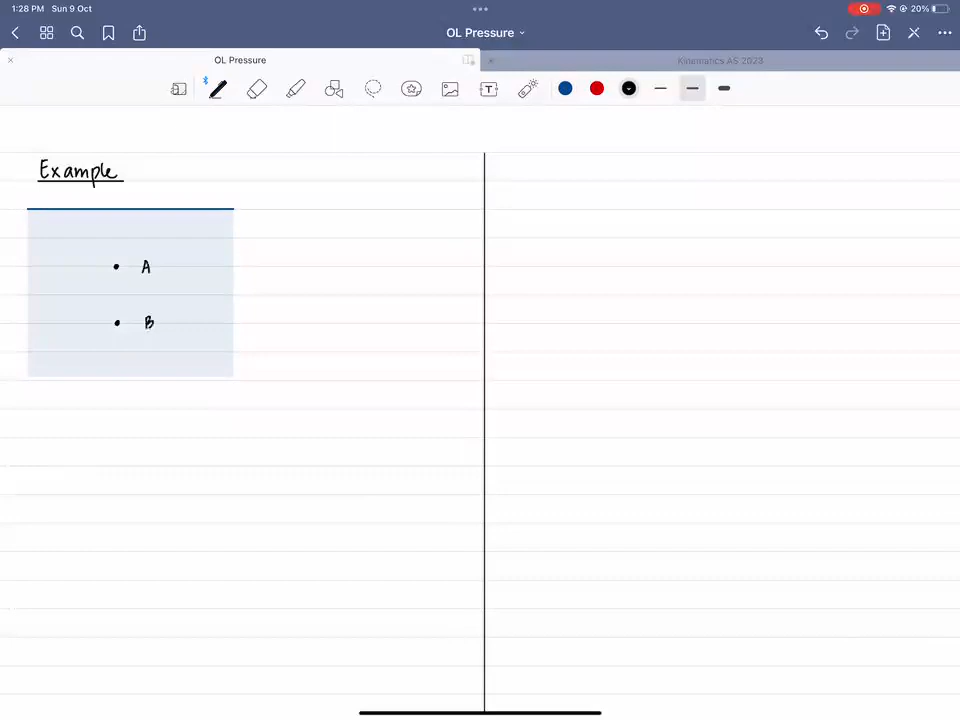 1:28 PM Sun 9 Oct
20%
OL Pressure
OL Pressure
Kinematics AS 2023
T
Example
A
B